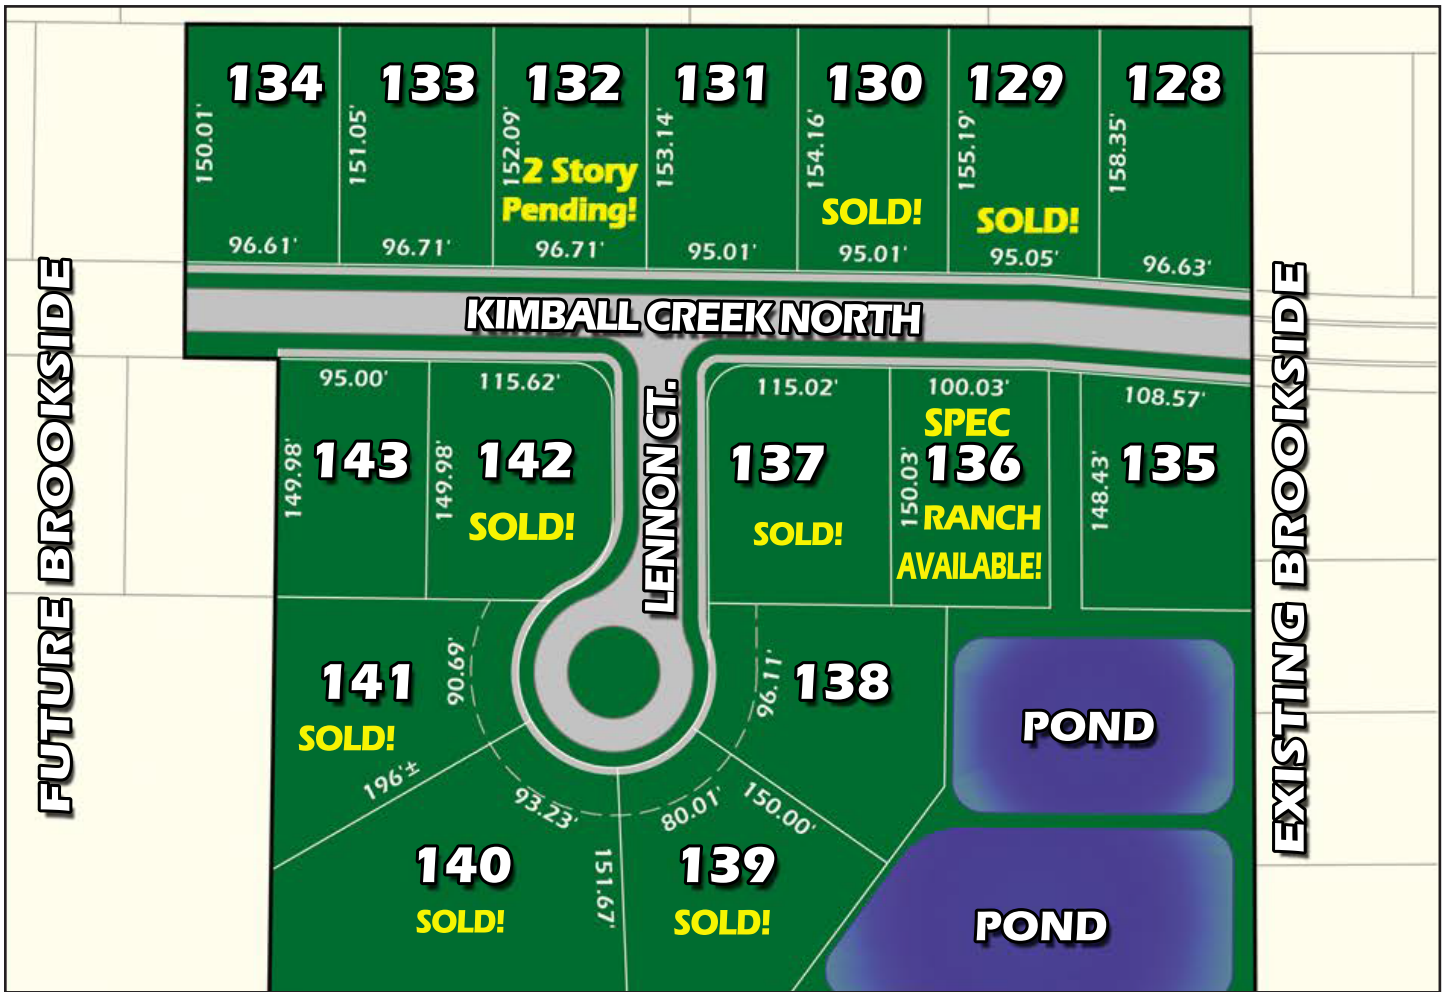 134
133
132
131
130
129
128
150.01'
151.05'
152.09'
153.14'
154.16'
155.19'
158.35'
2 Story
Pending!
SOLD!
SOLD!
96.61'
96.71'
96.71'
95.01'
95.01'
95.05'
96.63'
KIMBALL CREEK NORTH
LENNON CT.
FUTURE BROOKSIDE
EXISTING BROOKSIDE
95.00'
115.62'
115.02'
100.03'
108.57'
SPEC
149.98'
143
149.98'
142
137
150.03'
136
148.43'
135
SOLD!
SOLD!
RANCH
AVAILABLE!
141
90.69'
96.11'
138
SOLD!
POND
196'±
93.23'
80.01'
150.00'
140
151.67'
139
SOLD!
SOLD!
POND